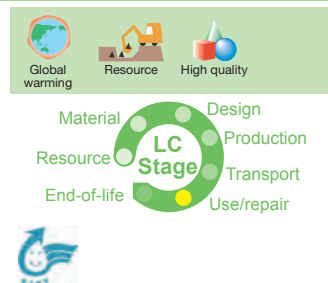 Global
warming
Resource
High quality
Material
Design
Production
LC
Stage
Resource
Transport
End-of-life
Use/repair